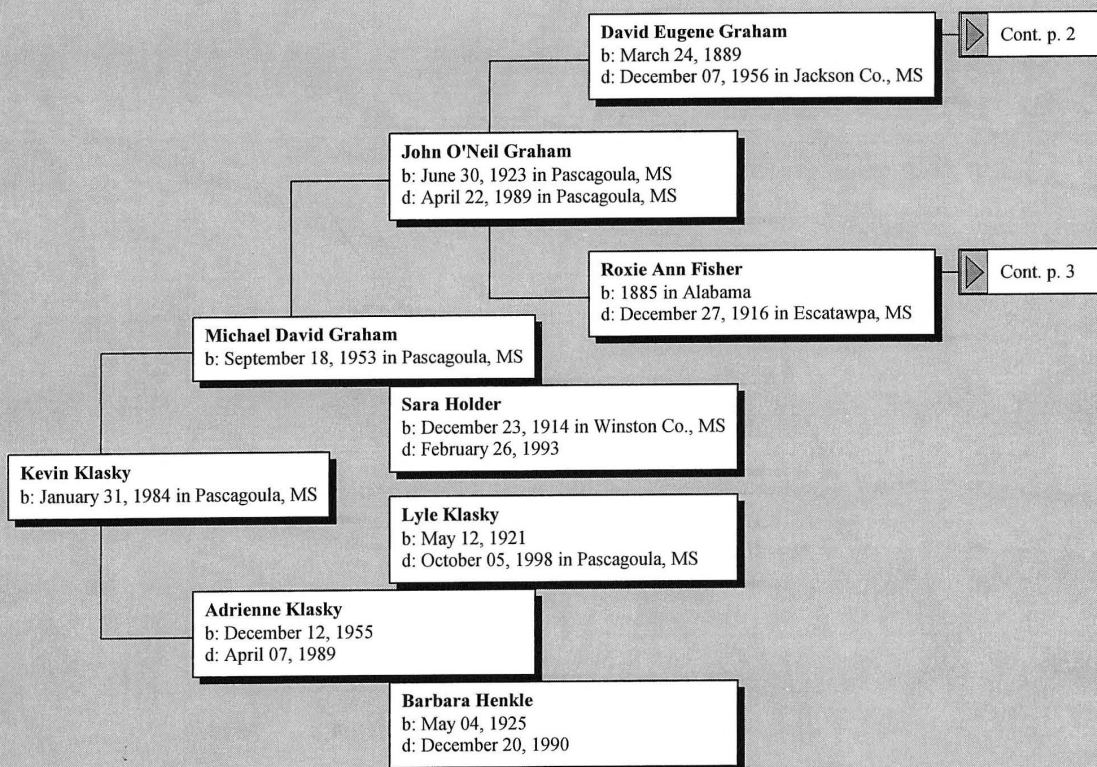 David Eugene Graham
b: March 24, 1889
d: December 07, 1956 in Jackson Co., MS
Cont. p. 2
John O'Neil Graham
b: June 30, 1923 in Pascagoula, MS
d: April 22, 1989 in Pascagoula, MS
Roxie Ann Fisher
b: 1885 in Alabama
d: December 27, 1916 in Escatawpa, MS
Cont. p. 3
Michael David Graham
b: September 18, 1953 in Pascagoula, MS
Sara Holder
b: December 23, 1914 in Winston Co., MS
d: February 26, 1993
Kevin Klasky
b: January 31, 1984 in Pascagoula, MS
Lyle Klasky
b: May 12, 1921
d: October 05, 1998 in Pascagoula, MS
Adrienne Klasky
b: December 12, 1955
d: April 07, 1989
Barbara Henkle
b: May 04, 1925
d: December 20, 1990